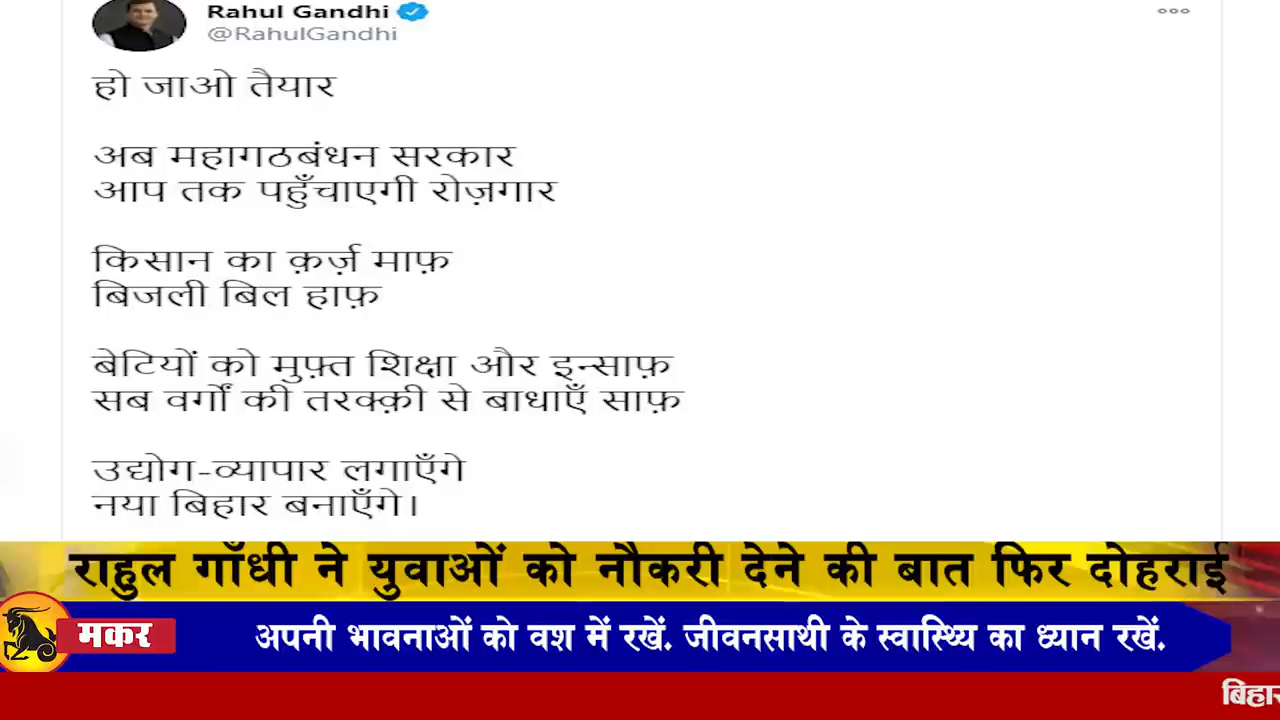 Rahul Gandhi
@RahulGandhi
हो जाओ तैयार
अब महागठबंधन सरकार
आप तक पहुँचाएगी रोज़गार
किसान का क़र्ज़ माफ़
बिजली बिल हाफ़
बेटियों को मुफ़्त शिक्षा और इन्साफ़
सब वर्गों की तरक्क़ी से बाधाएँ साफ़
उद्योग-व्यापार लगाएँगे
नया बिहार बनाएँगे।
राहुल गाँधी ने युवाओं को नौकरी देने की बात फिर दोहराई
मकर
अपनी भावनाओं को वश में रखें. जीवनसाथी के स्वास्थ्यि का ध्यान रखें.
बिहार